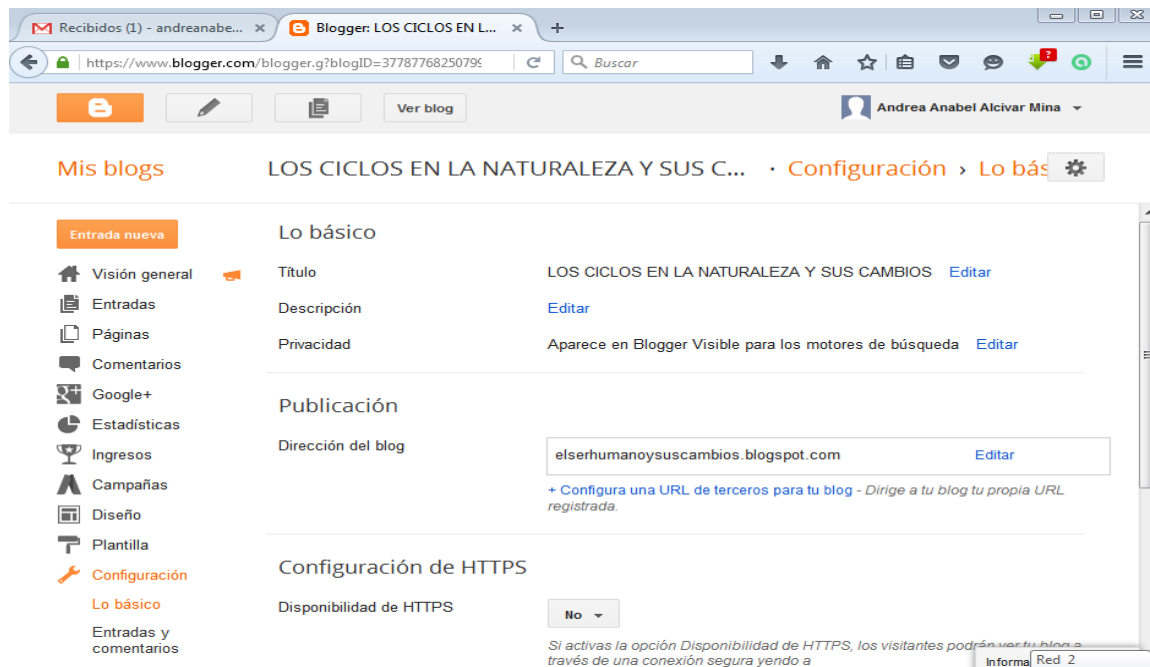 Recibidos (1) - andreanabe...
Blogger: LOS CICLOS EN L...
https://www.blogger.com/blogger.g?blogID=37787768250799
Buscar
?
Ver blog
Andrea Anabel Alcivar Mina
Mis blogs
LOS CICLOS EN LA NATURALEZA Y SUS C... · Configuración › Lo bás
Entrada nueva
Visión general
Entradas
Páginas
Comentarios
Google+
Estadísticas
Ingresos
Campañas
Diseño
Plantilla
Configuración
Lo básico
Entradas y
comentarios
Lo básico
Título LOS CICLOS EN LA NATURALEZA Y SUS CAMBIOS Editar
Descripción Editar
Privacidad Aparece en Blogger Visible para los motores de búsqueda Editar
Publicación
Dirección del blog elserhumanoysuscambios.blogspot.com Editar
+ Configura una URL de terceros para tu blog - Dirige a tu blog tu propia URL
registrada.
Configuración de HTTPS
Disponibilidad de HTTPS No
Si activas la opción Disponibilidad de HTTPS, los visitantes podrán ver tu blog a
través de una conexión segura yendo a
Informa Red 2